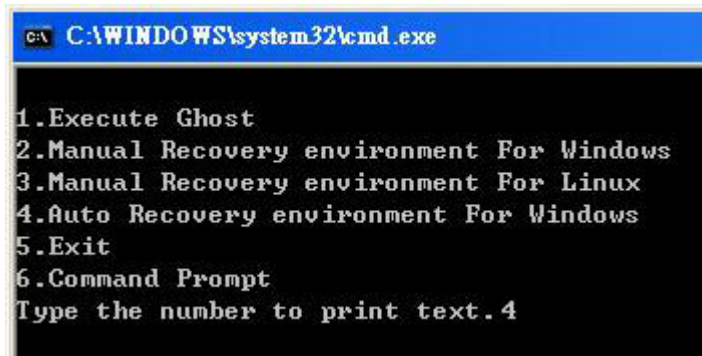 C:\WINDOWS\system32\cmd.exe
1.Execute Ghost
2.Manual Recovery environment For Windows
3.Manual Recovery environment For Linux
4.Auto Recovery environment For Windows
5.Exit
6.Command Prompt
Type the number to print text.4